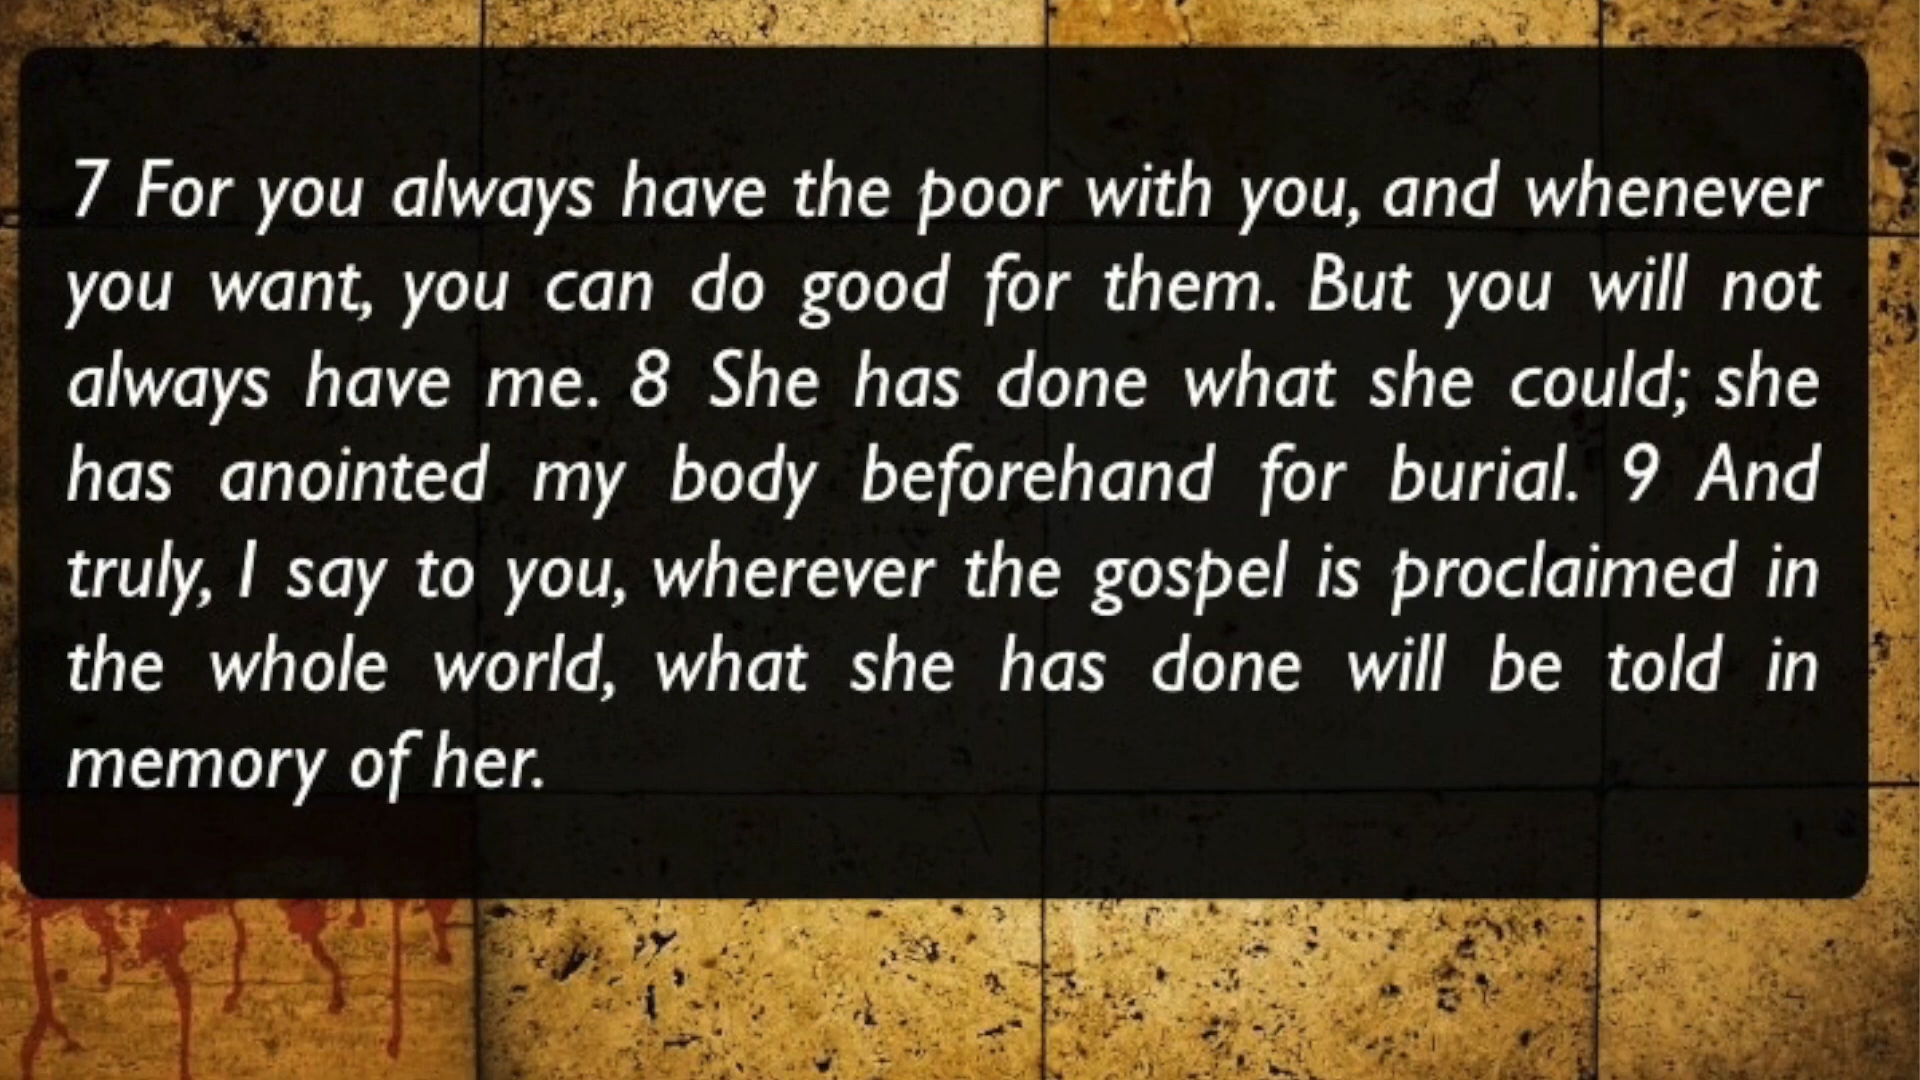 7 For you always have the poor with you, and whenever
you want, you can do good for them. But you will not
always have me. 8 She has done what she could; she
has anointed my body beforehand for burial. 9 And
truly, I say to you, wherever the gospel is proclaimed in
the whole world, what she has done will be told in
memory of her.